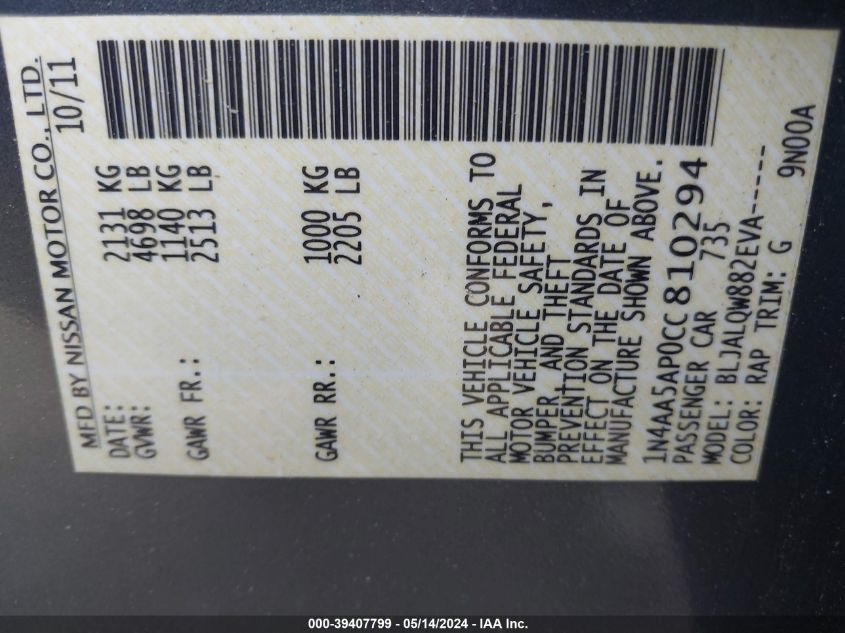 MFD BY NISSAN MOTOR CO., LTD.
DATE: 10/11
GVWR: 2131 KG
4698 LB
GAWR FR.: 1140 KG
2513 LB
GAWR RR.: 1000 KG
2205 LB
THIS VEHICLE CONFORMS TO
ALL APPLICABLE FEDERAL
MOTOR VEHICLE SAFETY,
BUMPER, AND THEFT
PREVENTION STANDARDS IN
EFFECT ON THE DATE OF
MANUFACTURE SHOWN ABOVE.
1N4AA5AP0CC810294
PASSENGER CAR 735
MODEL: BLJALQW882EVA------
COLOR: RAP TRIM: G 9N00A
000-39407799 - 05/14/2024 - IAA Inc.